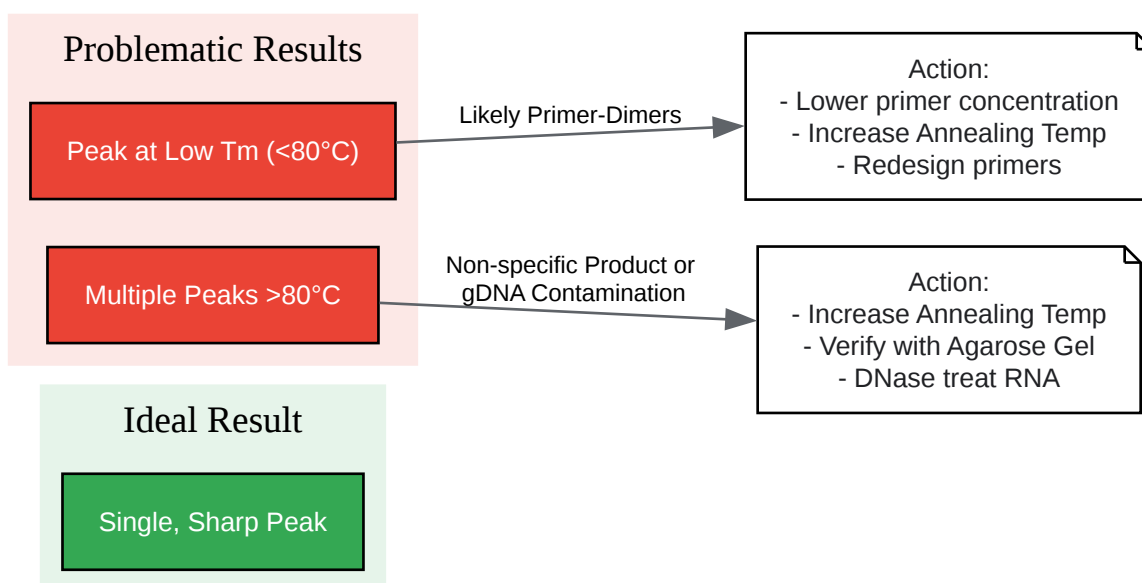 Problematic Results
Peak at Low Tm (<80°C)
Likely Primer-Dimers
Action:
- Lower primer concentration
- Increase Annealing Temp
- Redesign primers
Multiple Peaks >80°C
Non-specific Product or
gDNA Contamination
Action:
- Increase Annealing Temp
- Verify with Agarose Gel
- DNase treat RNA
Ideal Result
Single, Sharp Peak